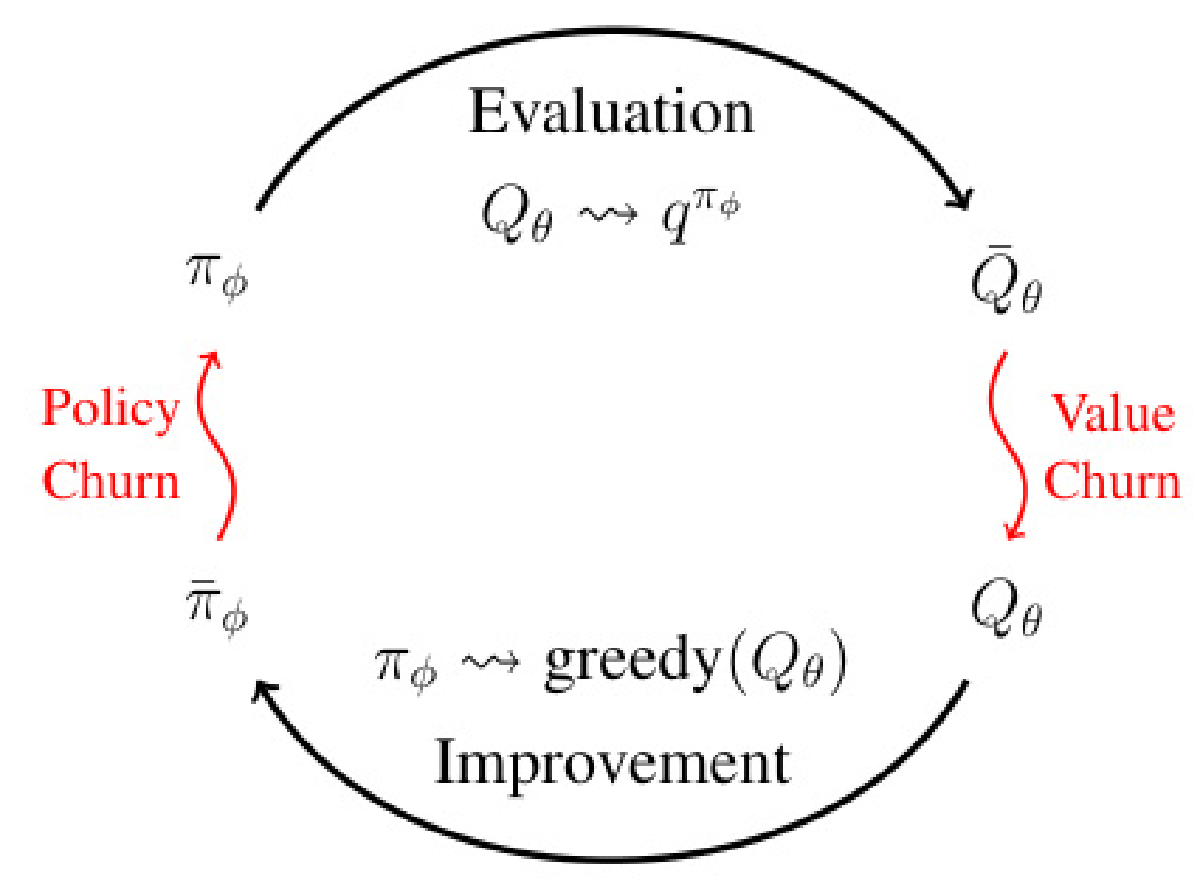 Evaluation
Q_θ ⇝ q^{π_ϕ}
π_ϕ
Q̄_θ
Policy
Churn
Value
Churn
π̄_ϕ
Q_θ
π_ϕ ⇝ greedy(Q_θ)
Improvement